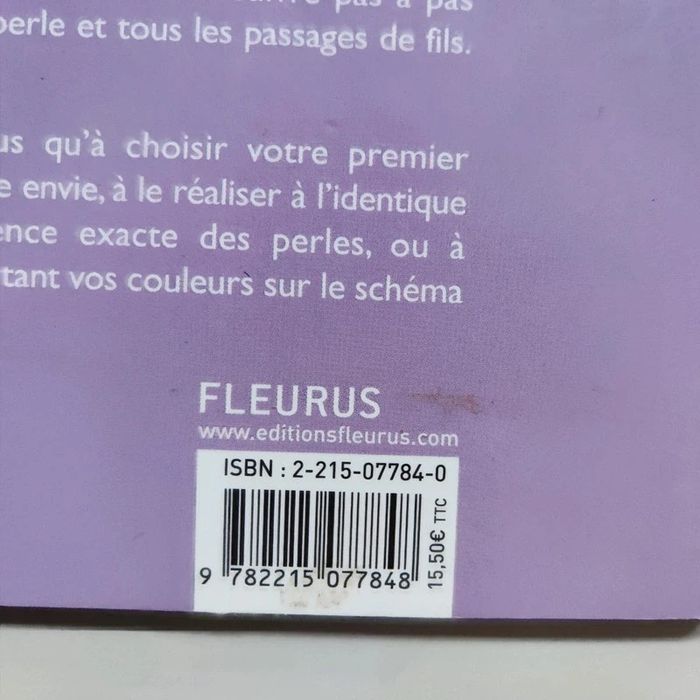 pas à pas
perle et tous les passages de fils.
qu'à choisir votre premier
envie, à le réaliser à l'identique
exacte des perles, ou à
vos couleurs sur le schéma
FLEURUS
www.editionsfleurus.com
ISBN : 2-215-07784-0
9 782215 077848
15,50€ TTC